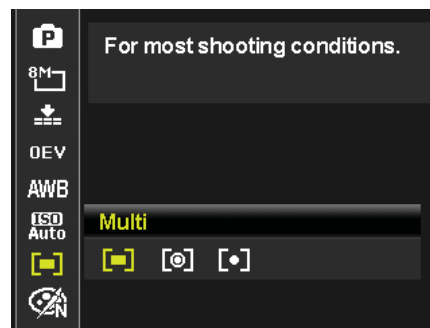 P
For most shooting conditions.
8M
0EV
AWB
ISO
Auto
Multi
N